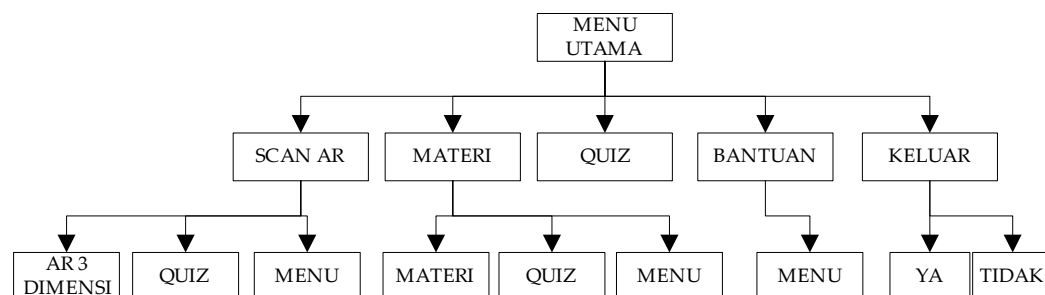 MENU
UTAMA
SCAN AR
MATERI
QUIZ
BANTUAN
KELUAR
AR 3
DIMENSI
QUIZ
MENU
MATERI
QUIZ
MENU
MENU
YA
TIDAK